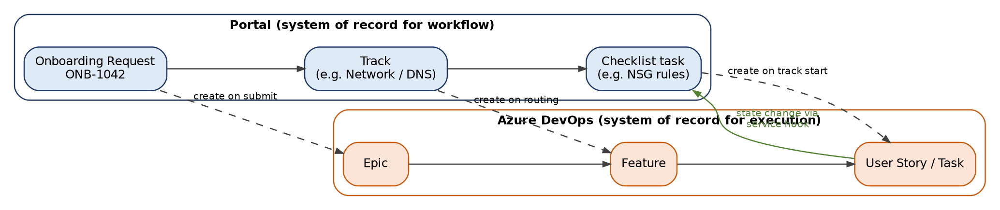 Portal (system of record for workflow)
Onboarding Request
ONB-1042
Track
(e.g. Network / DNS)
Checklist task
(e.g. NSG rules)
create on track start
create on submit
create on routing
state change via
service hook
Azure DevOps (system of record for execution)
Epic
Feature
User Story / Task